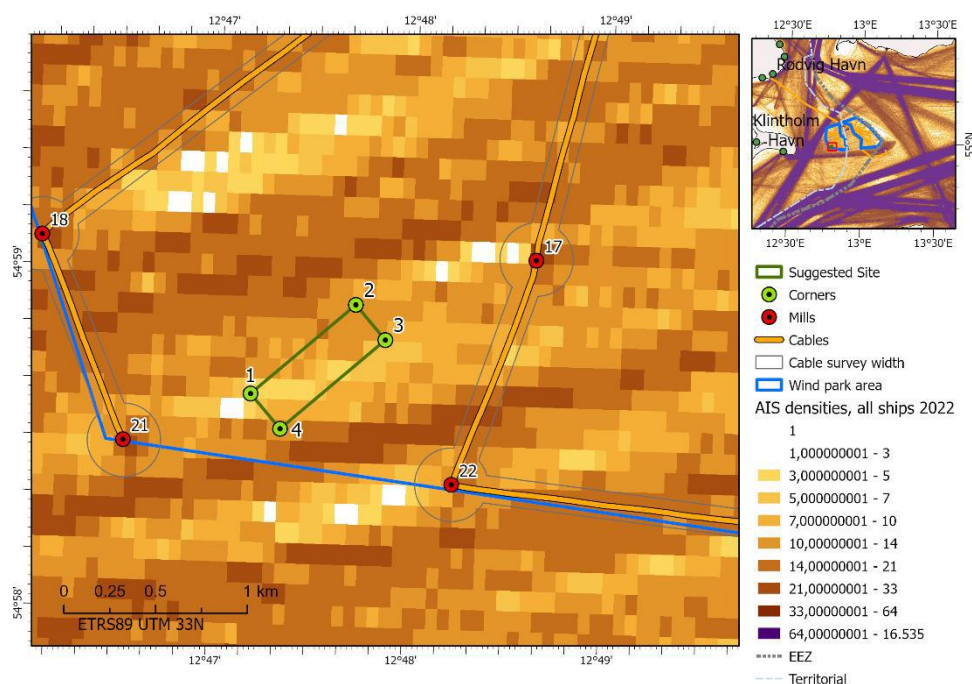 12°47'
12°48'
12°49'
18
17
2
3
1
4
21
22
54°59'
54°58'
0 0.25 0.5 1 km
ETRS89 UTM 33N
12°47'
12°48'
12°49'
12°30'E
13°E
13°30'E
Rødvig Havn
Klintholm
Havn
55°N
12°30'E
13°E
13°30'E
Suggested Site
Corners
Mills
Cables
Cable survey width
Wind park area
AIS densities, all ships 2022
1
1,000000001 - 3
3,000000001 - 5
5,000000001 - 7
7,000000001 - 10
10,00000001 - 14
14,00000001 - 21
21,00000001 - 33
33,00000001 - 64
64,00000001 - 16.535
EEZ
Territorial